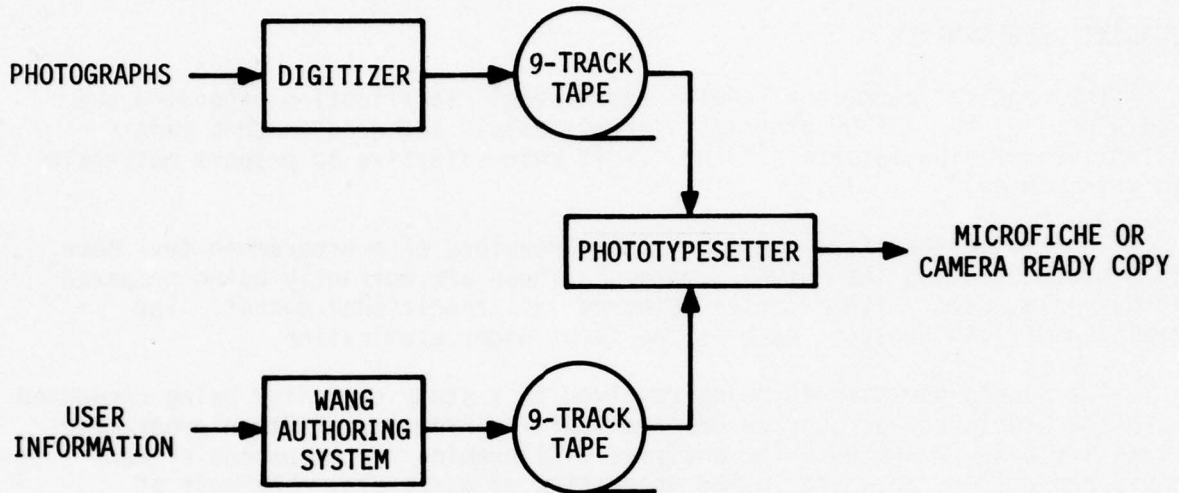 PHOTOGRAPHS
DIGITIZER
9-TRACK
TAPE
PHOTOTYPESETTER
MICROFICHE OR
CAMERA READY COPY
USER
INFORMATION
WANG
AUTHORING
SYSTEM
9-TRACK
TAPE